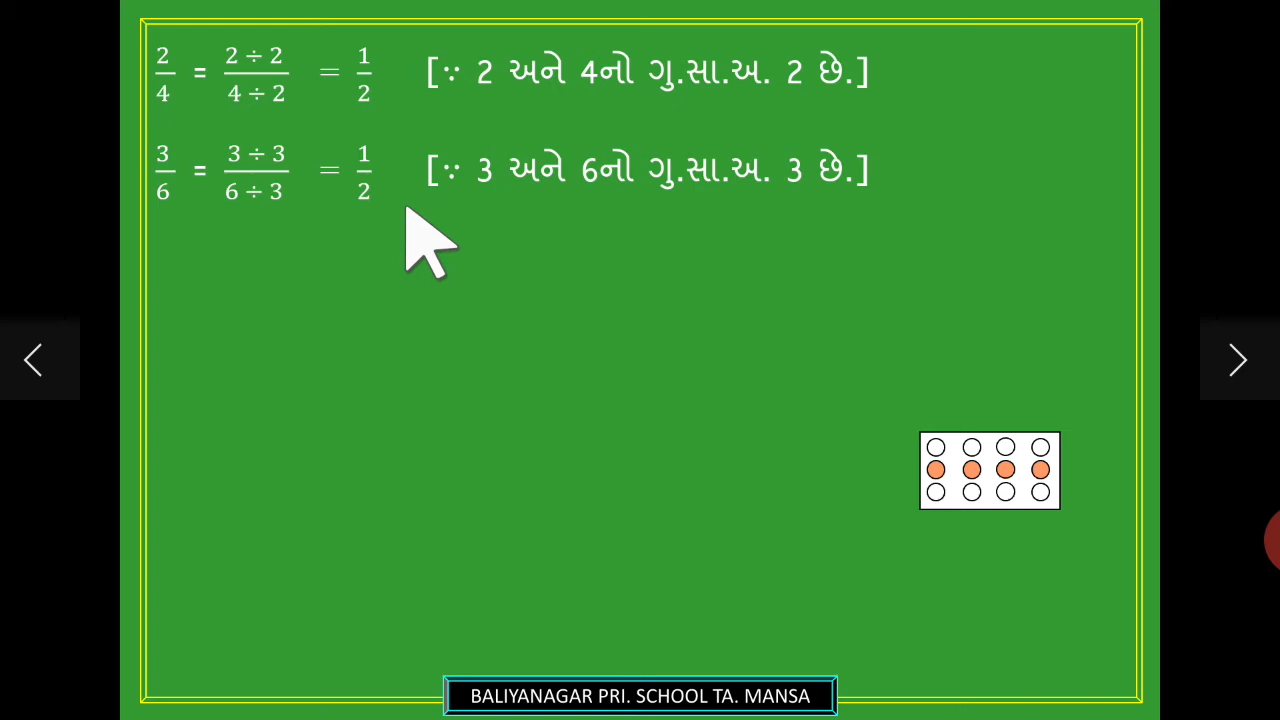 2/4 = (2 ÷ 2)/(4 ÷ 2) = 1/2 [∵ 2 અને 4નો ગુ.સા.અ. 2 છે.]
3/6 = (3 ÷ 3)/(6 ÷ 3) = 1/2 [∵ 3 અને 6નો ગુ.સા.અ. 3 છે.]
BALIYANAGAR PRI. SCHOOL TA. MANSA